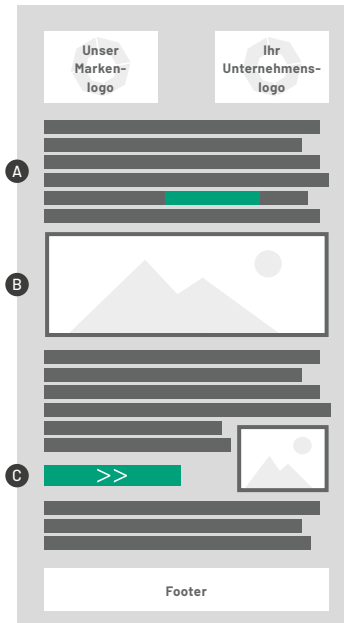 Unser
Marken-
logo
Ihr
Unternehmens-
logo
A
B
C
>>
Footer